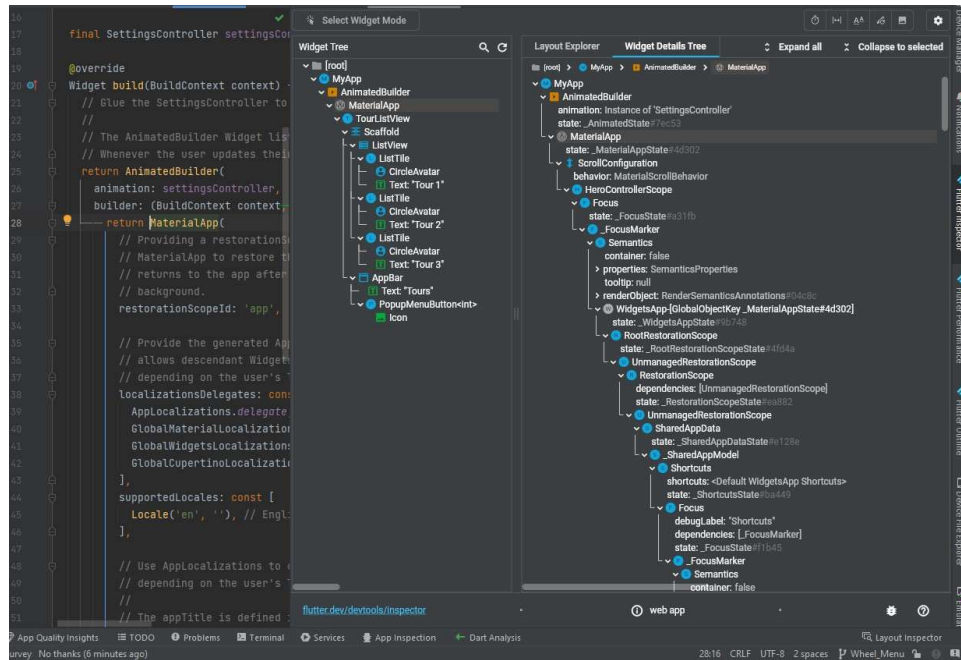 16
17 final SettingsController settingsCon
18
19 @override
20 Widget build(BuildContext context)
21 // Glue the SettingsController to
22 //
23 // The AnimatedBuilder Widget lis
24 // Whenever the user updates thei
25 return AnimatedBuilder(
26 animation: settingsController,
27 builder: (BuildContext context,
28 return MaterialApp(
29 // Providing a restorationS
30 // MaterialApp to restore t
31 // returns to the app after
32 // background.
33 restorationScopeId: 'app',
34
35 // Provide the generated Ap
36 // allows descendant Widget
37 // depending on the user's
38 localizationsDelegates: cons
39 AppLocalizations.delegate
40 GlobalMaterialLocalization
41 GlobalWidgetsLocalizations
42 GlobalCupertinoLocalizati
43 ],
44 supportedLocales: const [
45 Locale('en', ''), // Engl
46 ],
47
48 // Use AppLocalizations to
49 // depending on the user's
50 //
51 // The appTitle is defined
Select Widget Mode
Widget Tree
[root]
MyApp
AnimatedBuilder
MaterialApp
TourListView
Scaffold
ListView
ListTile
CircleAvatar
Text: "Tour 1"
ListTile
CircleAvatar
Text: "Tour 2"
ListTile
CircleAvatar
Text: "Tour 3"
AppBar
Text: "Tours"
PopupMenuButton<int>
Icon
Layout Explorer Widget Details Tree Expand all Collapse to selected
[root] > MyApp > AnimatedBuilder > MaterialApp
MyApp
AnimatedBuilder
animation: Instance of 'SettingsController'
state: _AnimatedState#7ec53
MaterialApp
state: _MaterialAppState#4d302
ScrollConfiguration
behavior: MaterialScrollBehavior
HeroControllerScope
Focus
state: _FocusState#a31fb
_FocusMarker
Semantics
container: false
properties: SemanticsProperties
tooltip: null
renderObject: RenderSemanticsAnnotations#04c8c
WidgetsApp-[GlobalObjectKey _MaterialAppState#4d302]
state: _WidgetsAppState#9b748
RootRestorationScope
state: _RootRestorationScopeState#4fd4a
UnmanagedRestorationScope
RestorationScope
dependencies: [UnmanagedRestorationScope]
state: _RestorationScopeState#ea882
UnmanagedRestorationScope
SharedAppData
state: _SharedAppDataState#e128e
_SharedAppModel
Shortcuts
shortcuts: <Default WidgetsApp Shortcuts>
state: _ShortcutsState#ba449
Focus
debugLabel: "Shortcuts"
dependencies: [_FocusMarker]
state: _FocusState#f1b45
_FocusMarker
Semantics
container: false
flutter.dev/devtools/inspector
web app
Device Manager
Notifications
Flutter Inspector
Flutter Performance
Flutter Outline
Device File Explorer
App Quality Insights TODO Problems Terminal Services App Inspection Dart Analysis Layout Inspector
urvey No thanks (6 minutes ago) 28:16 CRLF UTF-8 2 spaces Wheel_Menu